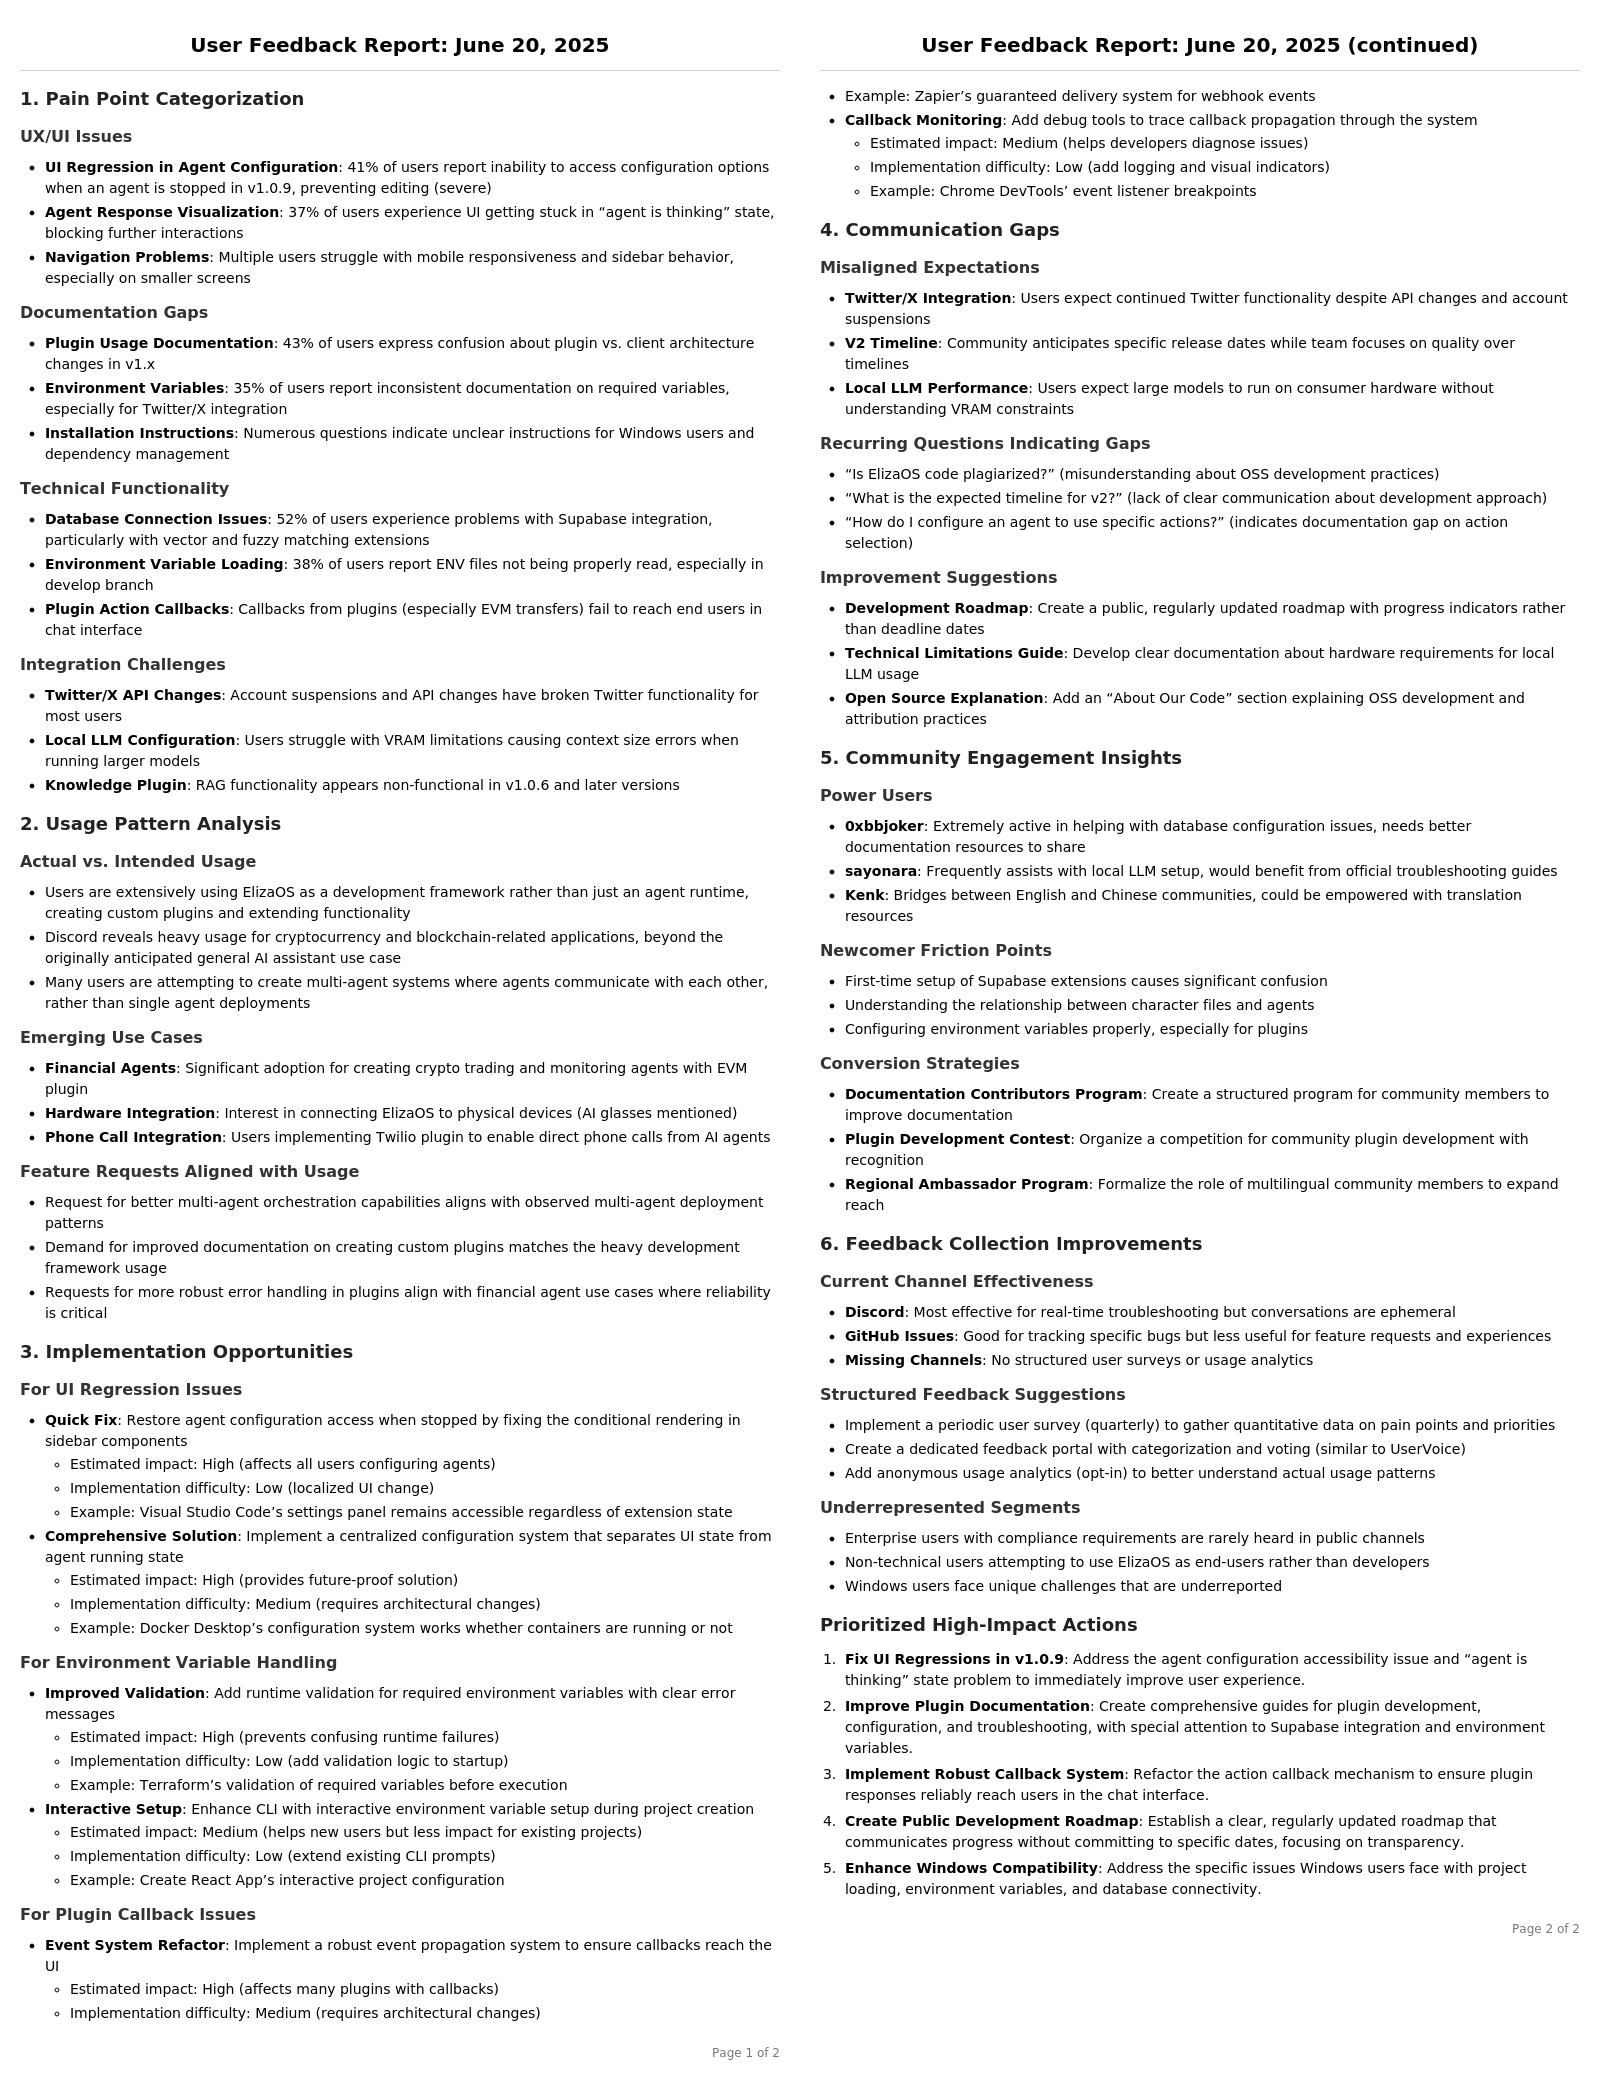 User Feedback Report: June 20, 2025
1. Pain Point Categorization
UX/UI Issues
• UI Regression in Agent Configuration: 41% of users report inability to access configuration options
when an agent is stopped in v1.0.9, preventing editing (severe)
• Agent Response Visualization: 37% of users experience UI getting stuck in “agent is thinking” state,
blocking further interactions
• Navigation Problems: Multiple users struggle with mobile responsiveness and sidebar behavior,
especially on smaller screens
Documentation Gaps
• Plugin Usage Documentation: 43% of users express confusion about plugin vs. client architecture
changes in v1.x
• Environment Variables: 35% of users report inconsistent documentation on required variables,
especially for Twitter/X integration
• Installation Instructions: Numerous questions indicate unclear instructions for Windows users and
dependency management
Technical Functionality
• Database Connection Issues: 52% of users experience problems with Supabase integration,
particularly with vector and fuzzy matching extensions
• Environment Variable Loading: 38% of users report ENV files not being properly read, especially in
develop branch
• Plugin Action Callbacks: Callbacks from plugins (especially EVM transfers) fail to reach end users in
chat interface
Integration Challenges
• Twitter/X API Changes: Account suspensions and API changes have broken Twitter functionality for
most users
• Local LLM Configuration: Users struggle with VRAM limitations causing context size errors when
running larger models
• Knowledge Plugin: RAG functionality appears non-functional in v1.0.6 and later versions
2. Usage Pattern Analysis
Actual vs. Intended Usage
• Users are extensively using ElizaOS as a development framework rather than just an agent runtime,
creating custom plugins and extending functionality
• Discord reveals heavy usage for cryptocurrency and blockchain-related applications, beyond the
originally anticipated general AI assistant use case
• Many users are attempting to create multi-agent systems where agents communicate with each other,
rather than single agent deployments
Emerging Use Cases
• Financial Agents: Significant adoption for creating crypto trading and monitoring agents with EVM
plugin
• Hardware Integration: Interest in connecting ElizaOS to physical devices (AI glasses mentioned)
• Phone Call Integration: Users implementing Twilio plugin to enable direct phone calls from AI agents
Feature Requests Aligned with Usage
• Request for better multi-agent orchestration capabilities aligns with observed multi-agent deployment
patterns
• Demand for improved documentation on creating custom plugins matches the heavy development
framework usage
• Requests for more robust error handling in plugins align with financial agent use cases where reliability
is critical
3. Implementation Opportunities
For UI Regression Issues
• Quick Fix: Restore agent configuration access when stopped by fixing the conditional rendering in
sidebar components
◦ Estimated impact: High (affects all users configuring agents)
◦ Implementation difficulty: Low (localized UI change)
◦ Example: Visual Studio Code’s settings panel remains accessible regardless of extension state
• Comprehensive Solution: Implement a centralized configuration system that separates UI state from
agent running state
◦ Estimated impact: High (provides future-proof solution)
◦ Implementation difficulty: Medium (requires architectural changes)
◦ Example: Docker Desktop’s configuration system works whether containers are running or not
For Environment Variable Handling
• Improved Validation: Add runtime validation for required environment variables with clear error
messages
◦ Estimated impact: High (prevents confusing runtime failures)
◦ Implementation difficulty: Low (add validation logic to startup)
◦ Example: Terraform’s validation of required variables before execution
• Interactive Setup: Enhance CLI with interactive environment variable setup during project creation
◦ Estimated impact: Medium (helps new users but less impact for existing projects)
◦ Implementation difficulty: Low (extend existing CLI prompts)
◦ Example: Create React App’s interactive project configuration
For Plugin Callback Issues
• Event System Refactor: Implement a robust event propagation system to ensure callbacks reach the
UI
◦ Estimated impact: High (affects many plugins with callbacks)
◦ Implementation difficulty: Medium (requires architectural changes)
Page 1 of 2
User Feedback Report: June 20, 2025 (continued)
• Example: Zapier’s guaranteed delivery system for webhook events
• Callback Monitoring: Add debug tools to trace callback propagation through the system
◦ Estimated impact: Medium (helps developers diagnose issues)
◦ Implementation difficulty: Low (add logging and visual indicators)
◦ Example: Chrome DevTools’ event listener breakpoints
4. Communication Gaps
Misaligned Expectations
• Twitter/X Integration: Users expect continued Twitter functionality despite API changes and account
suspensions
• V2 Timeline: Community anticipates specific release dates while team focuses on quality over
timelines
• Local LLM Performance: Users expect large models to run on consumer hardware without
understanding VRAM constraints
Recurring Questions Indicating Gaps
• “Is ElizaOS code plagiarized?” (misunderstanding about OSS development practices)
• “What is the expected timeline for v2?” (lack of clear communication about development approach)
• “How do I configure an agent to use specific actions?” (indicates documentation gap on action
selection)
Improvement Suggestions
• Development Roadmap: Create a public, regularly updated roadmap with progress indicators rather
than deadline dates
• Technical Limitations Guide: Develop clear documentation about hardware requirements for local
LLM usage
• Open Source Explanation: Add an “About Our Code” section explaining OSS development and
attribution practices
5. Community Engagement Insights
Power Users
• 0xbbjoker: Extremely active in helping with database configuration issues, needs better
documentation resources to share
• sayonara: Frequently assists with local LLM setup, would benefit from official troubleshooting guides
• Kenk: Bridges between English and Chinese communities, could be empowered with translation
resources
Newcomer Friction Points
• First-time setup of Supabase extensions causes significant confusion
• Understanding the relationship between character files and agents
• Configuring environment variables properly, especially for plugins
Conversion Strategies
• Documentation Contributors Program: Create a structured program for community members to
improve documentation
• Plugin Development Contest: Organize a competition for community plugin development with
recognition
• Regional Ambassador Program: Formalize the role of multilingual community members to expand
reach
6. Feedback Collection Improvements
Current Channel Effectiveness
• Discord: Most effective for real-time troubleshooting but conversations are ephemeral
• GitHub Issues: Good for tracking specific bugs but less useful for feature requests and experiences
• Missing Channels: No structured user surveys or usage analytics
Structured Feedback Suggestions
• Implement a periodic user survey (quarterly) to gather quantitative data on pain points and priorities
• Create a dedicated feedback portal with categorization and voting (similar to UserVoice)
• Add anonymous usage analytics (opt-in) to better understand actual usage patterns
Underrepresented Segments
• Enterprise users with compliance requirements are rarely heard in public channels
• Non-technical users attempting to use ElizaOS as end-users rather than developers
• Windows users face unique challenges that are underreported
Prioritized High-Impact Actions
1. Fix UI Regressions in v1.0.9: Address the agent configuration accessibility issue and “agent is
thinking” state problem to immediately improve user experience.
2. Improve Plugin Documentation: Create comprehensive guides for plugin development,
configuration, and troubleshooting, with special attention to Supabase integration and environment
variables.
3. Implement Robust Callback System: Refactor the action callback mechanism to ensure plugin
responses reliably reach users in the chat interface.
4. Create Public Development Roadmap: Establish a clear, regularly updated roadmap that
communicates progress without committing to specific dates, focusing on transparency.
5. Enhance Windows Compatibility: Address the specific issues Windows users face with project
loading, environment variables, and database connectivity.
Page 2 of 2